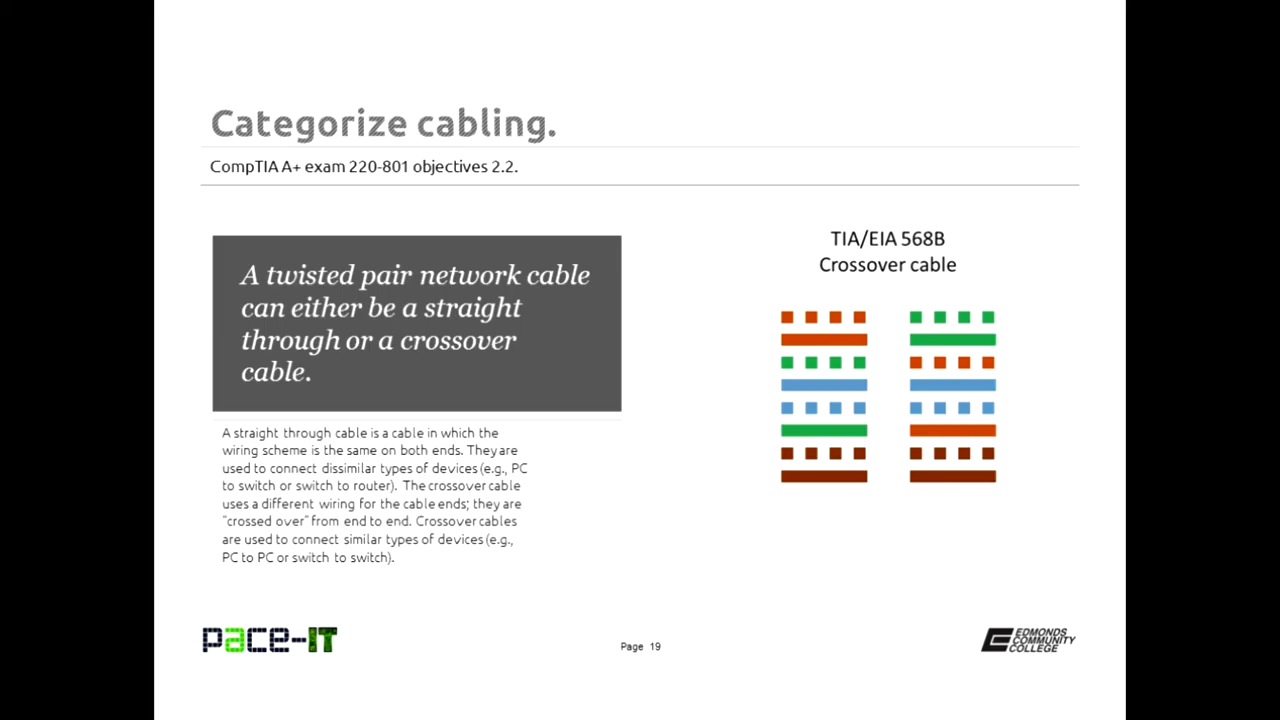 Categorize cabling.
CompTIA A+ exam 220-801 objectives 2.2.
A twisted pair network cable
can either be a straight
through or a crossover
cable.
A straight through cable is a cable in which the
wiring scheme is the same on both ends. They are
used to connect dissimilar types of devices (e.g., PC
to switch or switch to router). The crossover cable
uses a different wiring for the cable ends; they are
“crossed over” from end to end. Crossover cables
are used to connect similar types of devices (e.g.,
PC to PC or switch to switch).
TIA/EIA 568B
Crossover cable
pace-IT
Page 19
EDMONDS
COMMUNITY
COLLEGE